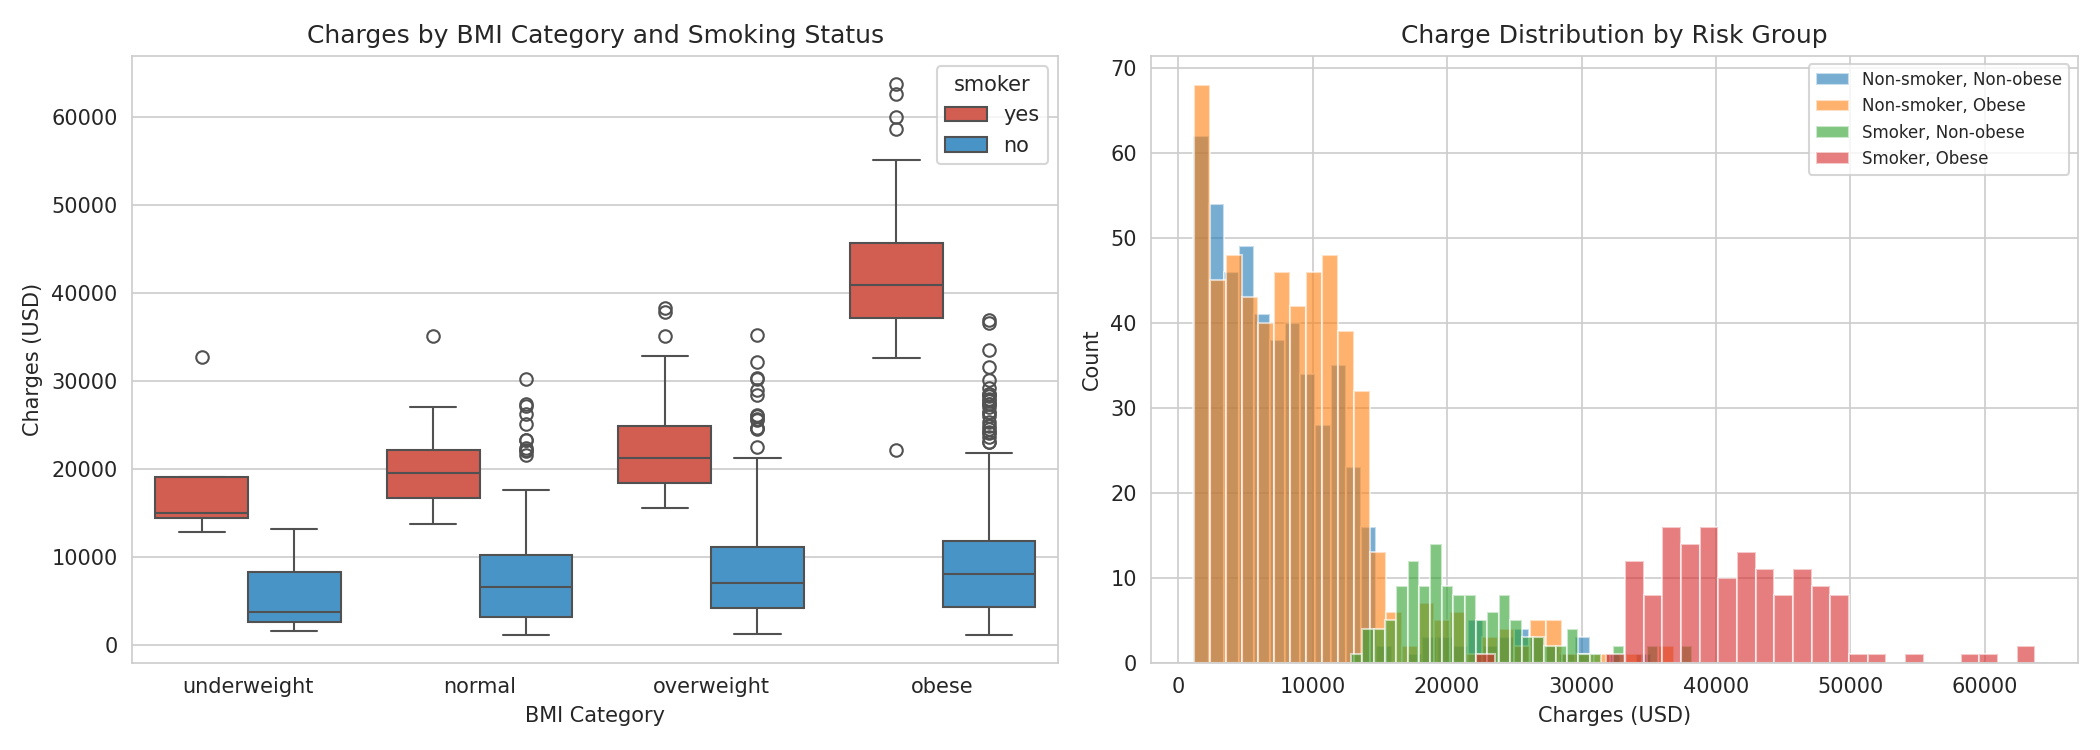 Charges by BMI Category and Smoking Status
smoker
yes
no
Charges (USD)
60000
50000
40000
30000
20000
10000
0
underweight normal overweight obese
BMI Category
Charge Distribution by Risk Group
Non-smoker, Non-obese
Non-smoker, Obese
Smoker, Non-obese
Smoker, Obese
Count
70
60
50
40
30
20
10
0
0 10000 20000 30000 40000 50000 60000
Charges (USD)